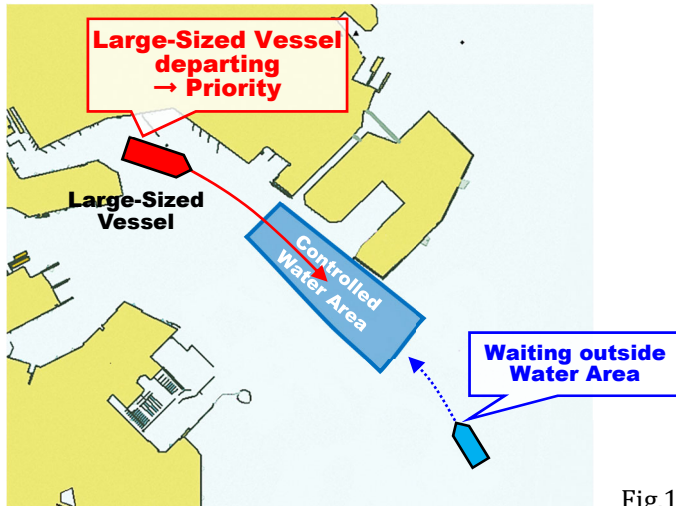 Large-Sized Vessel
departing
→ Priority
Large-Sized
Vessel
Controlled
Water Area
Waiting outside
Water Area
Fig 1